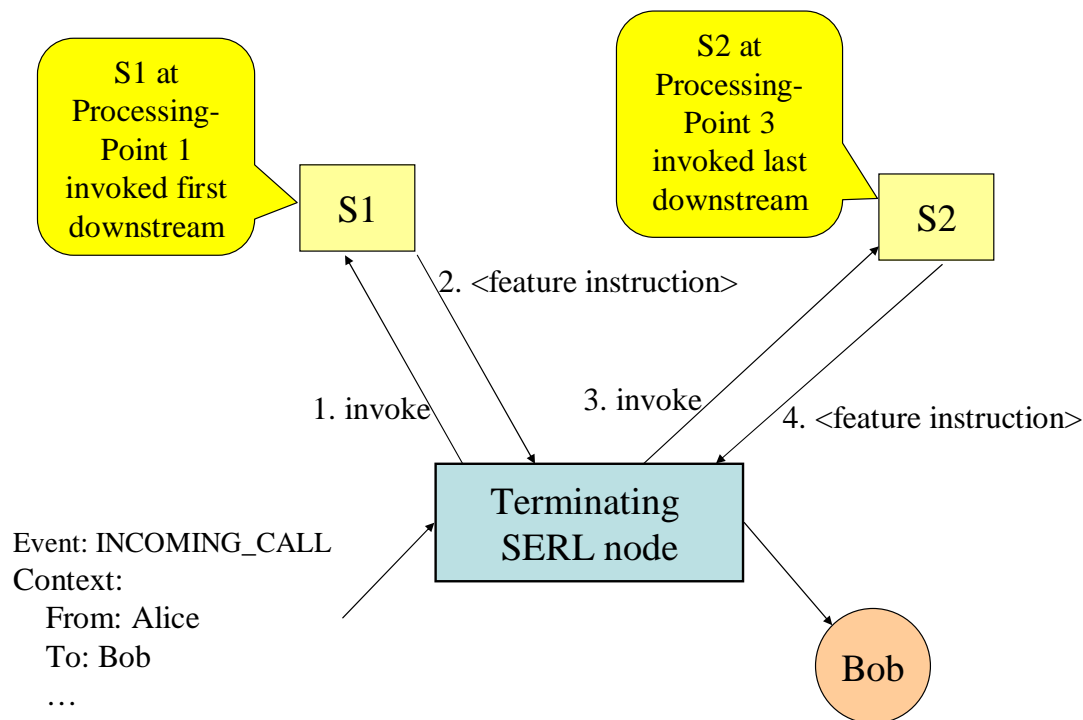 S1 at
Processing-
Point 1
invoked first
downstream
S2 at
Processing-
Point 3
invoked last
downstream
S1
S2
2. <feature instruction>
1. invoke
3. invoke
4. <feature instruction>
Terminating
SERL node
Event: INCOMING_CALL
Context:
From: Alice
To: Bob
…
Bob